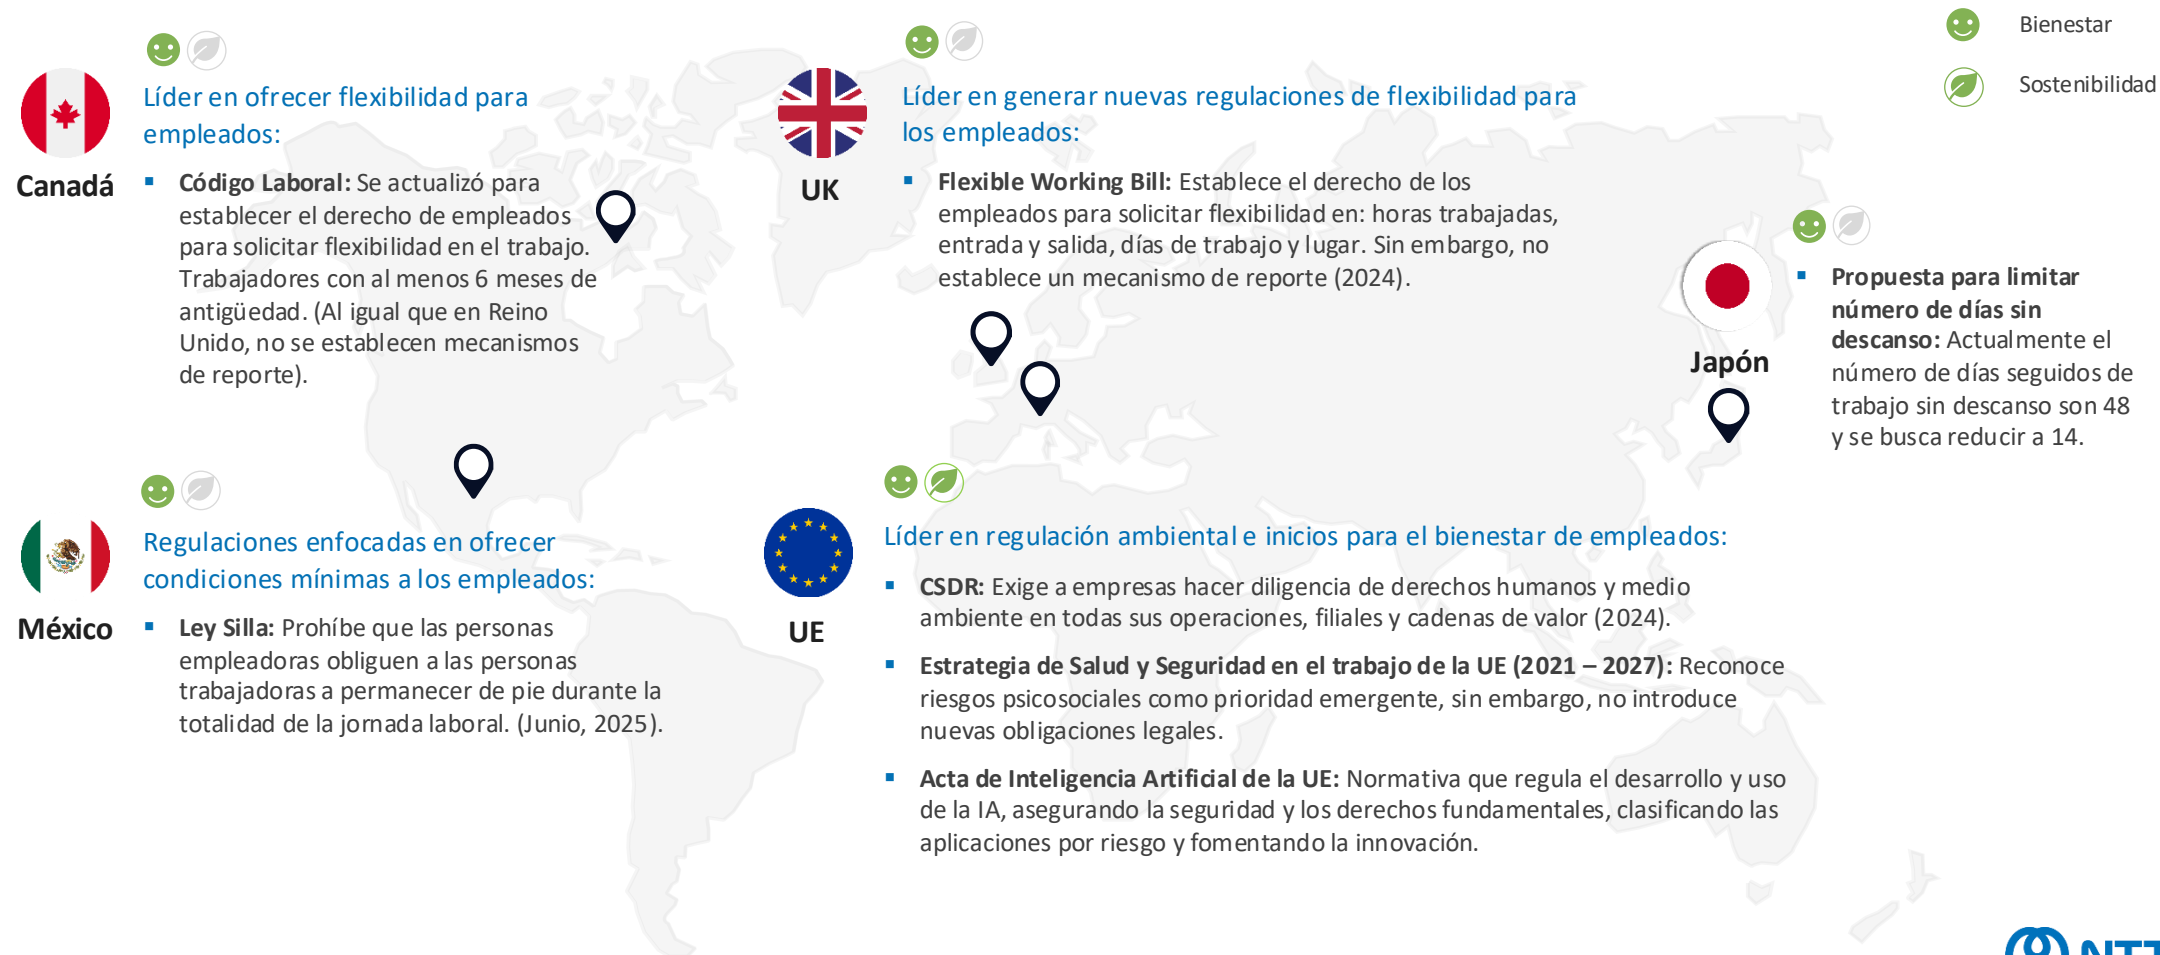 Bienestar
Sostenibilidad
Canadá
Líder en ofrecer flexibilidad para
empleados:
▪ Código Laboral: Se actualizó para
establecer el derecho de empleados
para solicitar flexibilidad en el trabajo.
Trabajadores con al menos 6 meses de
antigüedad. (Al igual que en Reino
Unido, no se establecen mecanismos
de reporte).
UK
Líder en generar nuevas regulaciones de flexibilidad para
los empleados:
▪ Flexible Working Bill: Establece el derecho de los
empleados para solicitar flexibilidad en: horas trabajadas,
entrada y salida, días de trabajo y lugar. Sin embargo, no
establece un mecanismo de reporte (2024).
Japón
▪ Propuesta para limitar
número de días sin
descanso: Actualmente el
número de días seguidos de
trabajo sin descanso son 48
y se busca reducir a 14.
México
Regulaciones enfocadas en ofrecer
condiciones mínimas a los empleados:
▪ Ley Silla: Prohíbe que las personas
empleadoras obliguen a las personas
trabajadoras a permanecer de pie durante la
totalidad de la jornada laboral. (Junio, 2025).
UE
Líder en regulación ambiental e inicios para el bienestar de empleados:
▪ CSDR: Exige a empresas hacer diligencia de derechos humanos y medio
ambiente en todas sus operaciones, filiales y cadenas de valor (2024).
▪ Estrategia de Salud y Seguridad en el trabajo de la UE (2021 – 2027): Reconoce
riesgos psicosociales como prioridad emergente, sin embargo, no introduce
nuevas obligaciones legales.
▪ Acta de Inteligencia Artificial de la UE: Normativa que regula el desarrollo y uso
de la IA, asegurando la seguridad y los derechos fundamentales, clasificando las
aplicaciones por riesgo y fomentando la innovación.